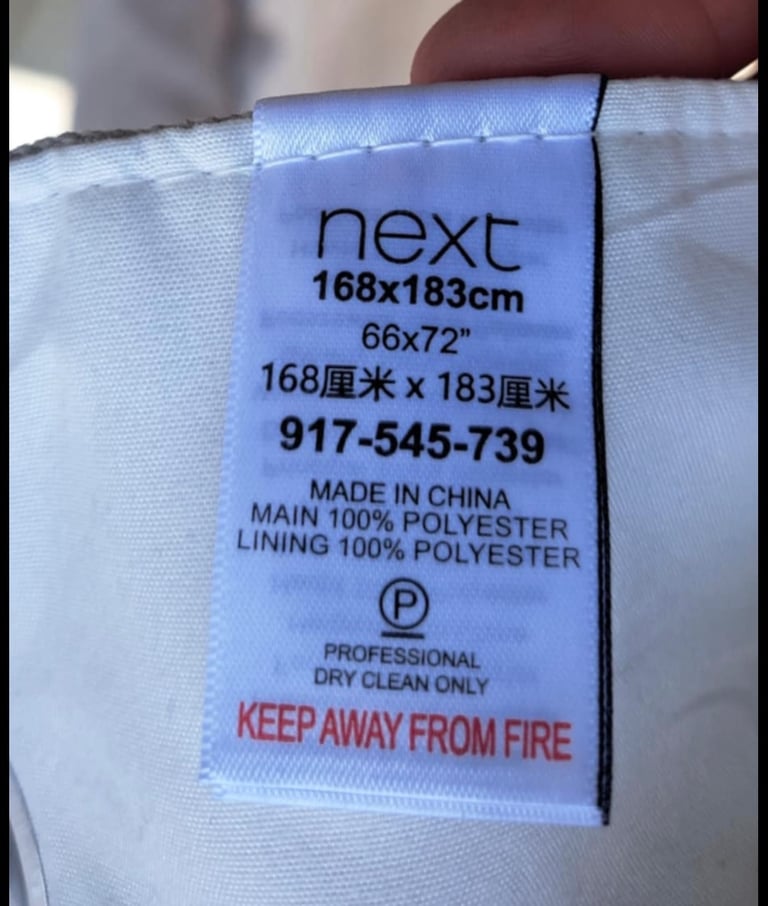 next
168x183cm
66x72”
168厘米 x 183厘米
917-545-739
MADE IN CHINA
MAIN 100% POLYESTER
LINING 100% POLYESTER
P
PROFESSIONAL
DRY CLEAN ONLY
KEEP AWAY FROM FIRE